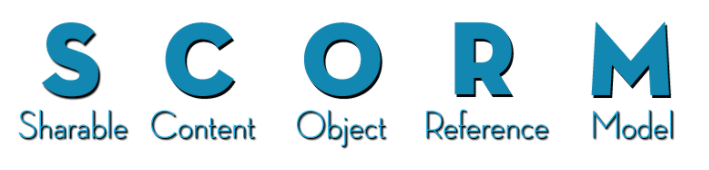 S C O R M
Sharable Content Object Reference Model